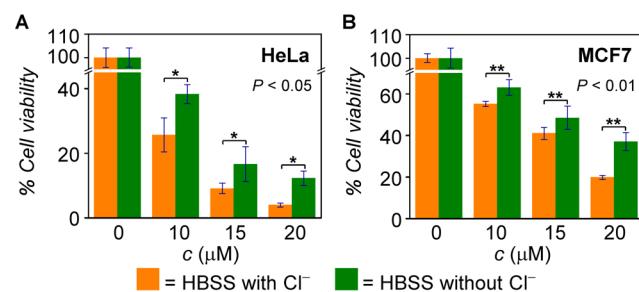 A
HeLa
P < 0.05
% Cell viability
110
100
40
20
0
*
*
*
0 10 15 20
c (μM)
B
MCF7
P < 0.01
% Cell viability
110
100
80
60
40
20
0
**
**
**
0 10 15 20
c (μM)
= HBSS with Cl⁻ = HBSS without Cl⁻